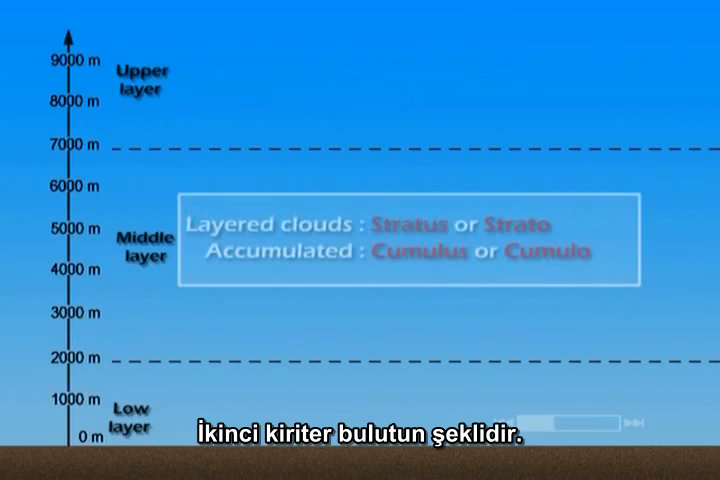 9000 m
Upper
layer
8000 m
7000 m
6000 m
Layered clouds : Stratus or Strato
5000 m
Middle
layer
Accumulated : Cumulus or Cumulo
4000 m
3000 m
2000 m
1000 m
Low
layer
0 m
İkinci kiriter bulutun şeklidir.